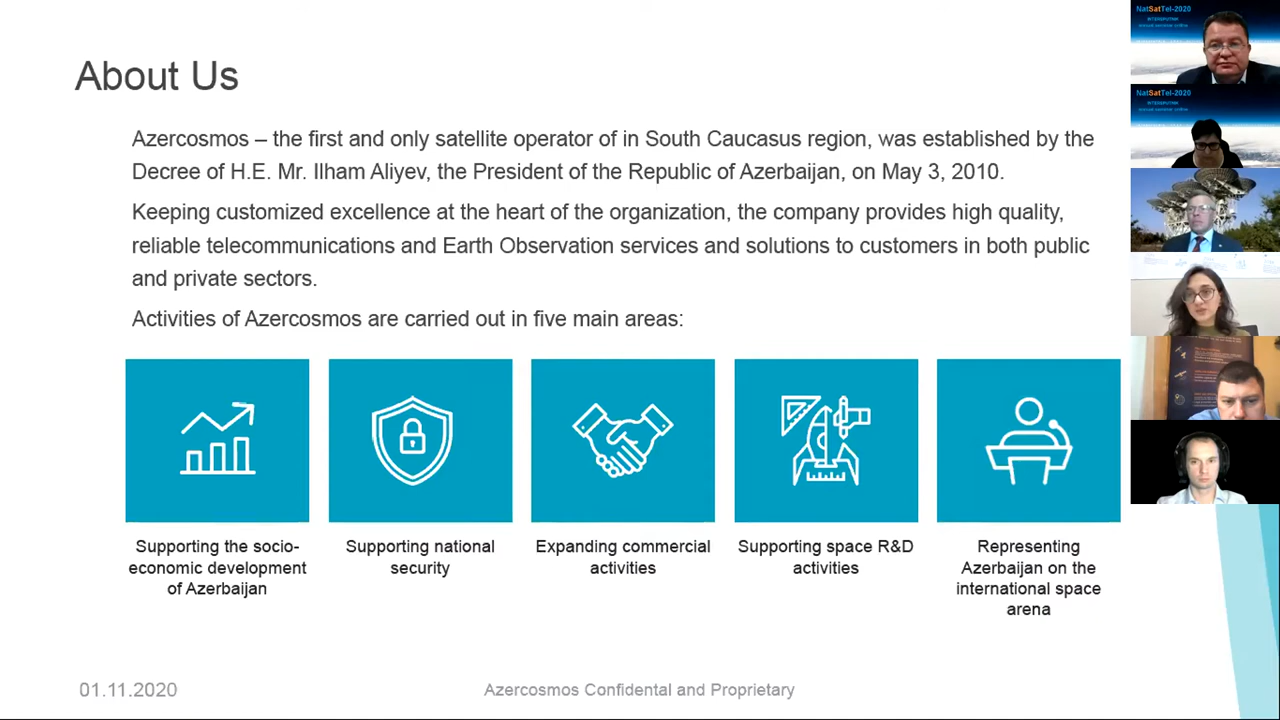 About Us
Azercosmos – the first and only satellite operator of in South Caucasus region, was established by the
Decree of H.E. Mr. Ilham Aliyev, the President of the Republic of Azerbaijan, on May 3, 2010.
Keeping customized excellence at the heart of the organization, the company provides high quality,
reliable telecommunications and Earth Observation services and solutions to customers in both public
and private sectors.
Activities of Azercosmos are carried out in five main areas:
Supporting the socio-
economic development
of Azerbaijan
Supporting national
security
Expanding commercial
activities
Supporting space R&D
activities
Representing
Azerbaijan on the
international space
arena
01.11.2020
Azercosmos Confidental and Proprietary
NatSatTel-2020
INTERSPUTNIK
NatSatTel-2020
INTERSPUTNIK